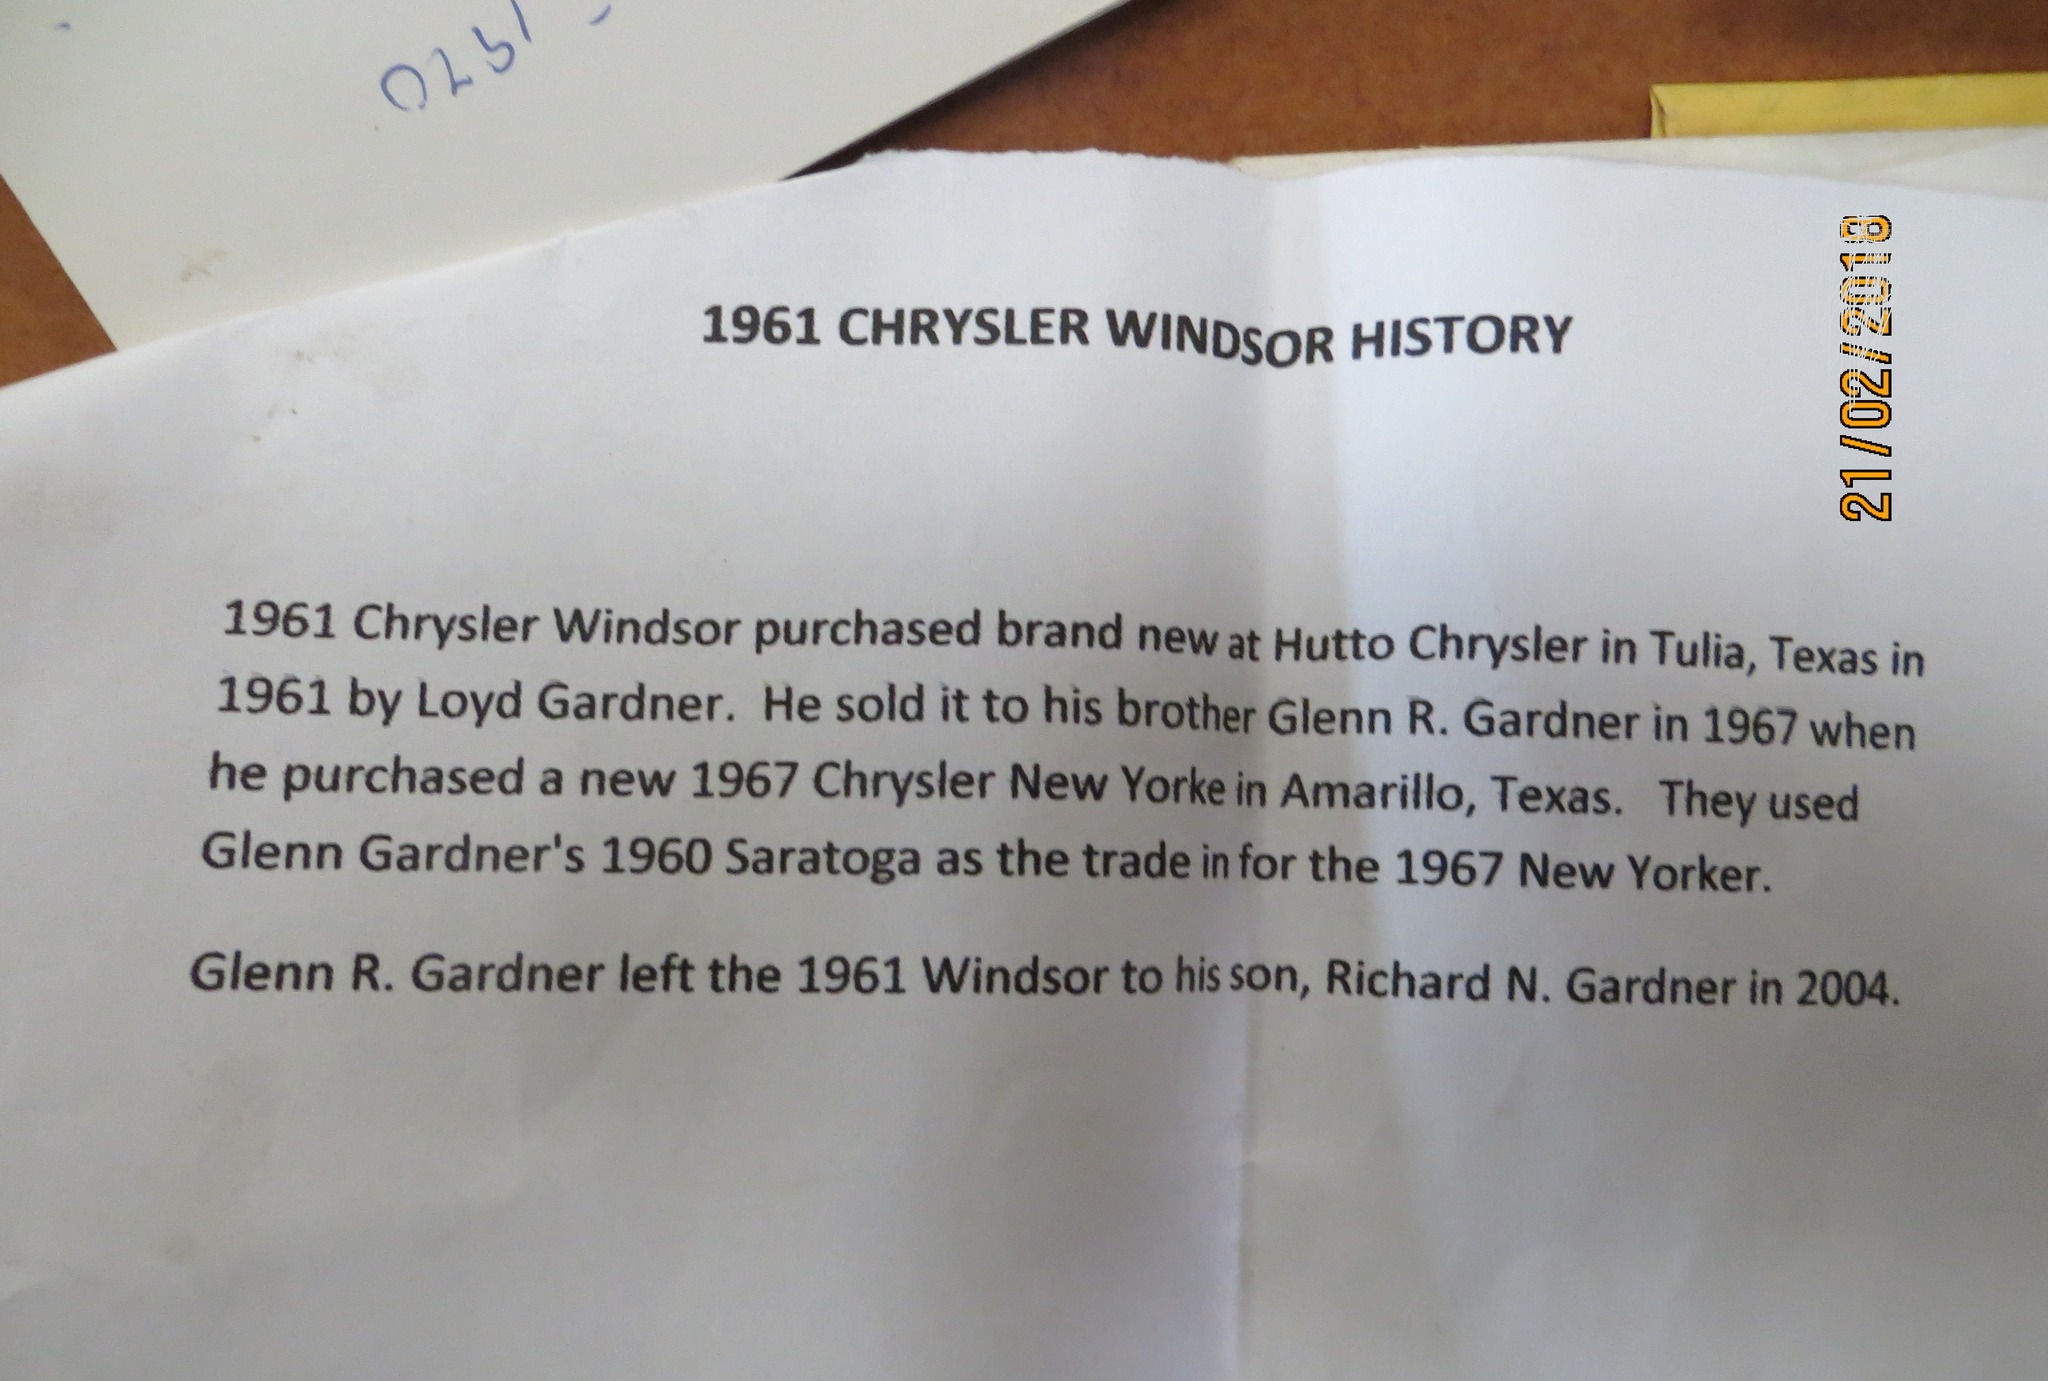 0251
1961 CHRYSLER WINDSOR HISTORY
21/02/2018
1961 Chrysler Windsor purchased brand new at Hutto Chrysler in Tulia, Texas in
1961 by Loyd Gardner. He sold it to his brother Glenn R. Gardner in 1967 when
he purchased a new 1967 Chrysler New Yorke in Amarillo, Texas. They used
Glenn Gardner's 1960 Saratoga as the trade in for the 1967 New Yorker.
Glenn R. Gardner left the 1961 Windsor to his son, Richard N. Gardner in 2004.